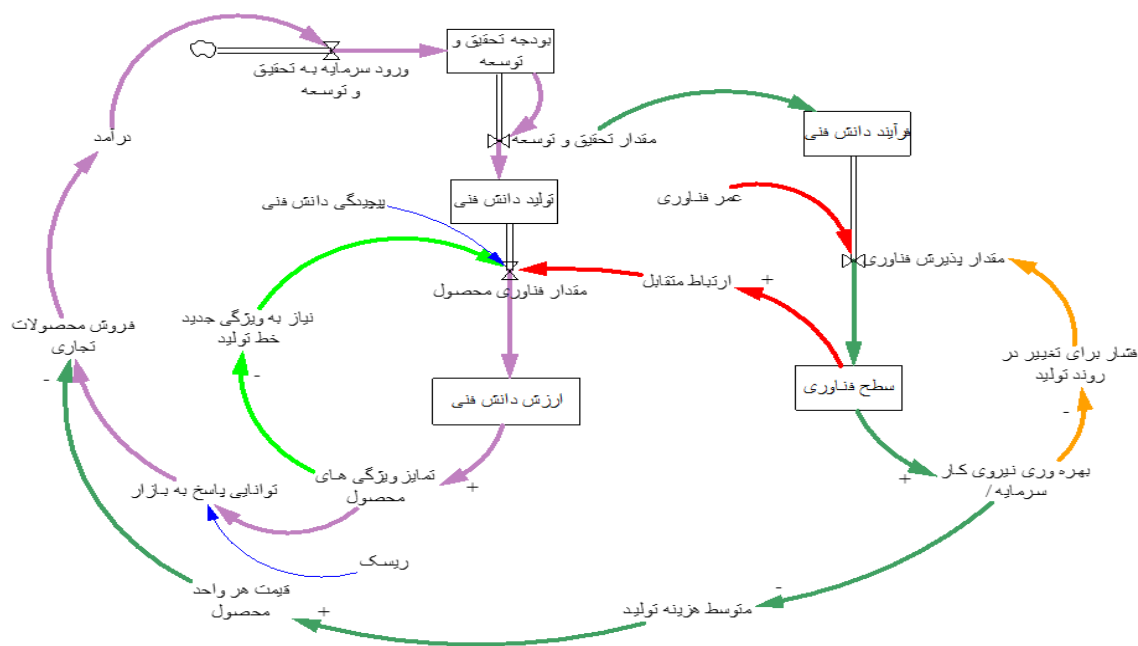 بودجه تحقیق و
توسعه
ورود سرمایه به تحقیق
و توسعه
مقدار تحقیق و توسعه
فرآیند دانش فنی
درآمد
تولید دانش فنی
پیچیدگی دانش فنی
عمر فناوری
مقدار پذیرش فناوری
ارتباط متقابل
+
مقدار فناوری محصول
نیاز به ویژگی جدید
خط تولید
-
فروش محصولات
تجاری
-
فشار برای تغییر در
روند تولید
-
سطح فناوری
ارزش دانش فنی
بهره وری نیروی کار
/سرمایه
+
تمایز ویژگی های
محصول
+
توانایی پاسخ به بازار
ریسک
قیمت هر واحد
محصول
+
متوسط هزینه تولید
-